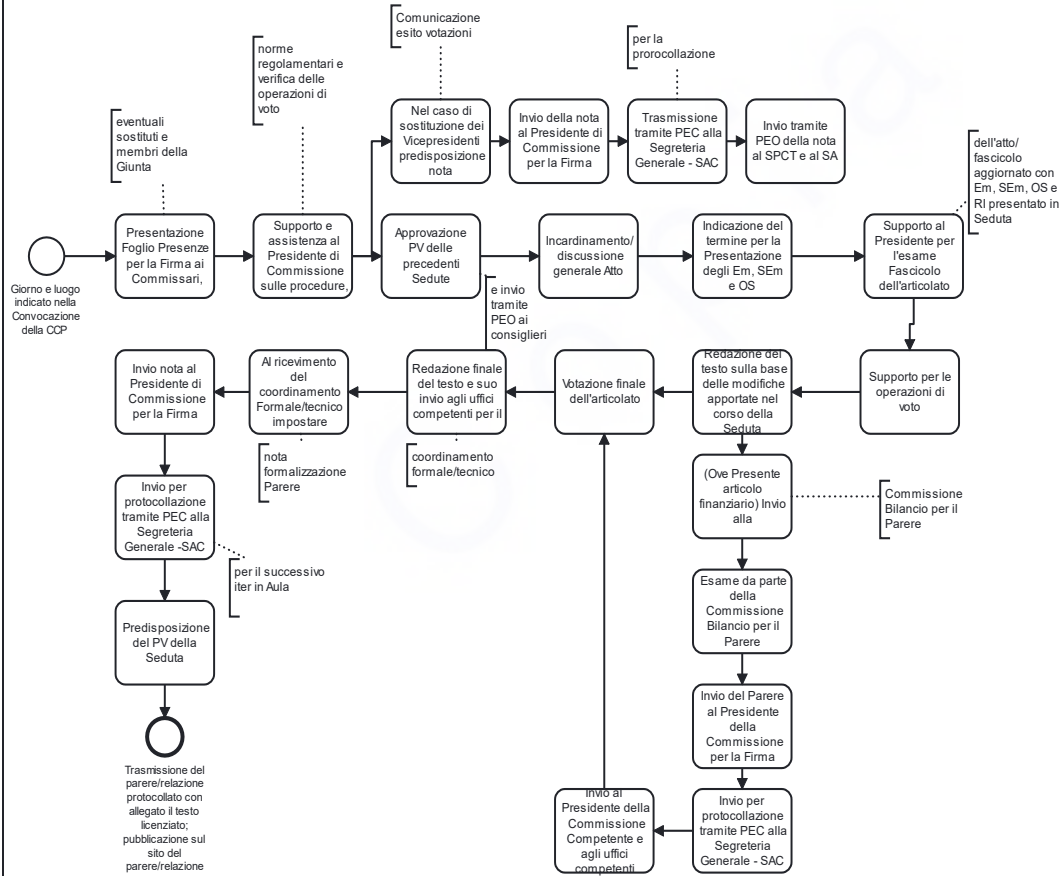 Comunicazione
esito votazioni
per la
prorocollazione
norme
regolamentari e
verifica delle
operazioni di
voto
eventuali
sostituti e
membri della
Giunta
Nel caso di
sostituzione dei
Vicepresidenti
predisposizione
nota
Invio della nota
al Presidente di
Commissione
per la Firma
Trasmissione
tramite PEC alla
Segreteria
Generale - SAC
Invio tramite
PEO della nota
al SPCT e al SA
dell'atto/
fascicolo
aggiornato con
Em, SEm, OS e
RI presentato in
Seduta
Giorno e luogo
indicato nella
Convocazione
della CCP
Presentazione
Foglio Presenze
per la Firma ai
Commissari,
Supporto e
assistenza al
Presidente di
Commissione
sulle procedure,
Approvazione
PV delle
precedenti
Sedute
e invio
tramite
PEO ai
consiglieri
Incardinamento/
discussione
generale Atto
Indicazione del
termine per la
Presentazione
degli Em, SEm
e OS
Supporto al
Presidente per
l'esame
Fascicolo
dell'articolato
Supporto per le
operazioni di
voto
Redazione del
testo sulla base
delle modifiche
apportate nel
corso della
Seduta
Votazione finale
dell'articolato
Redazione finale
del testo e suo
invio agli uffici
competenti per il
coordinamento
formale/tecnico
Al ricevimento
del
coordinamento
Formale/tecnico
impostare
nota
formalizzazione
Parere
Invio nota al
Presidente di
Commissione
per la Firma
Invio per
protocollazione
tramite PEC alla
Segreteria
Generale -SAC
per il successivo
iter in Aula
Predisposizione
del PV della
Seduta
Trasmissione del
parere/relazione
protocollato con
allegato il testo
licenziato;
pubblicazione sul
sito del
parere/relazione
(Ove Presente
articolo
finanziario) Invio
alla
Commissione
Bilancio per il
Parere
Esame da parte
della
Commissione
Bilancio per il
Parere
Invio del Parere
al Presidente
della
Commissione
per la Firma
Invio per
protocollazione
tramite PEC alla
Segreteria
Generale - SAC
Invio al
Presidente della
Commissione
Competente e
agli uffici
competenti